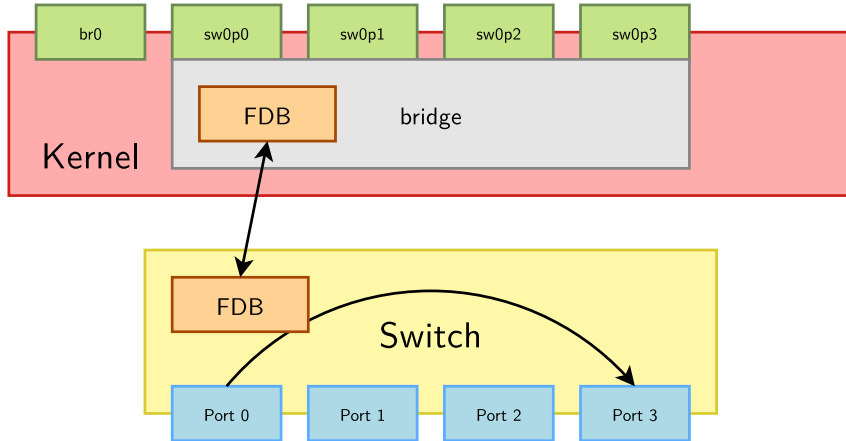 br0
sw0p0
sw0p1
sw0p2
sw0p3
FDB
bridge
Kernel
FDB
Switch
Port 0
Port 1
Port 2
Port 3